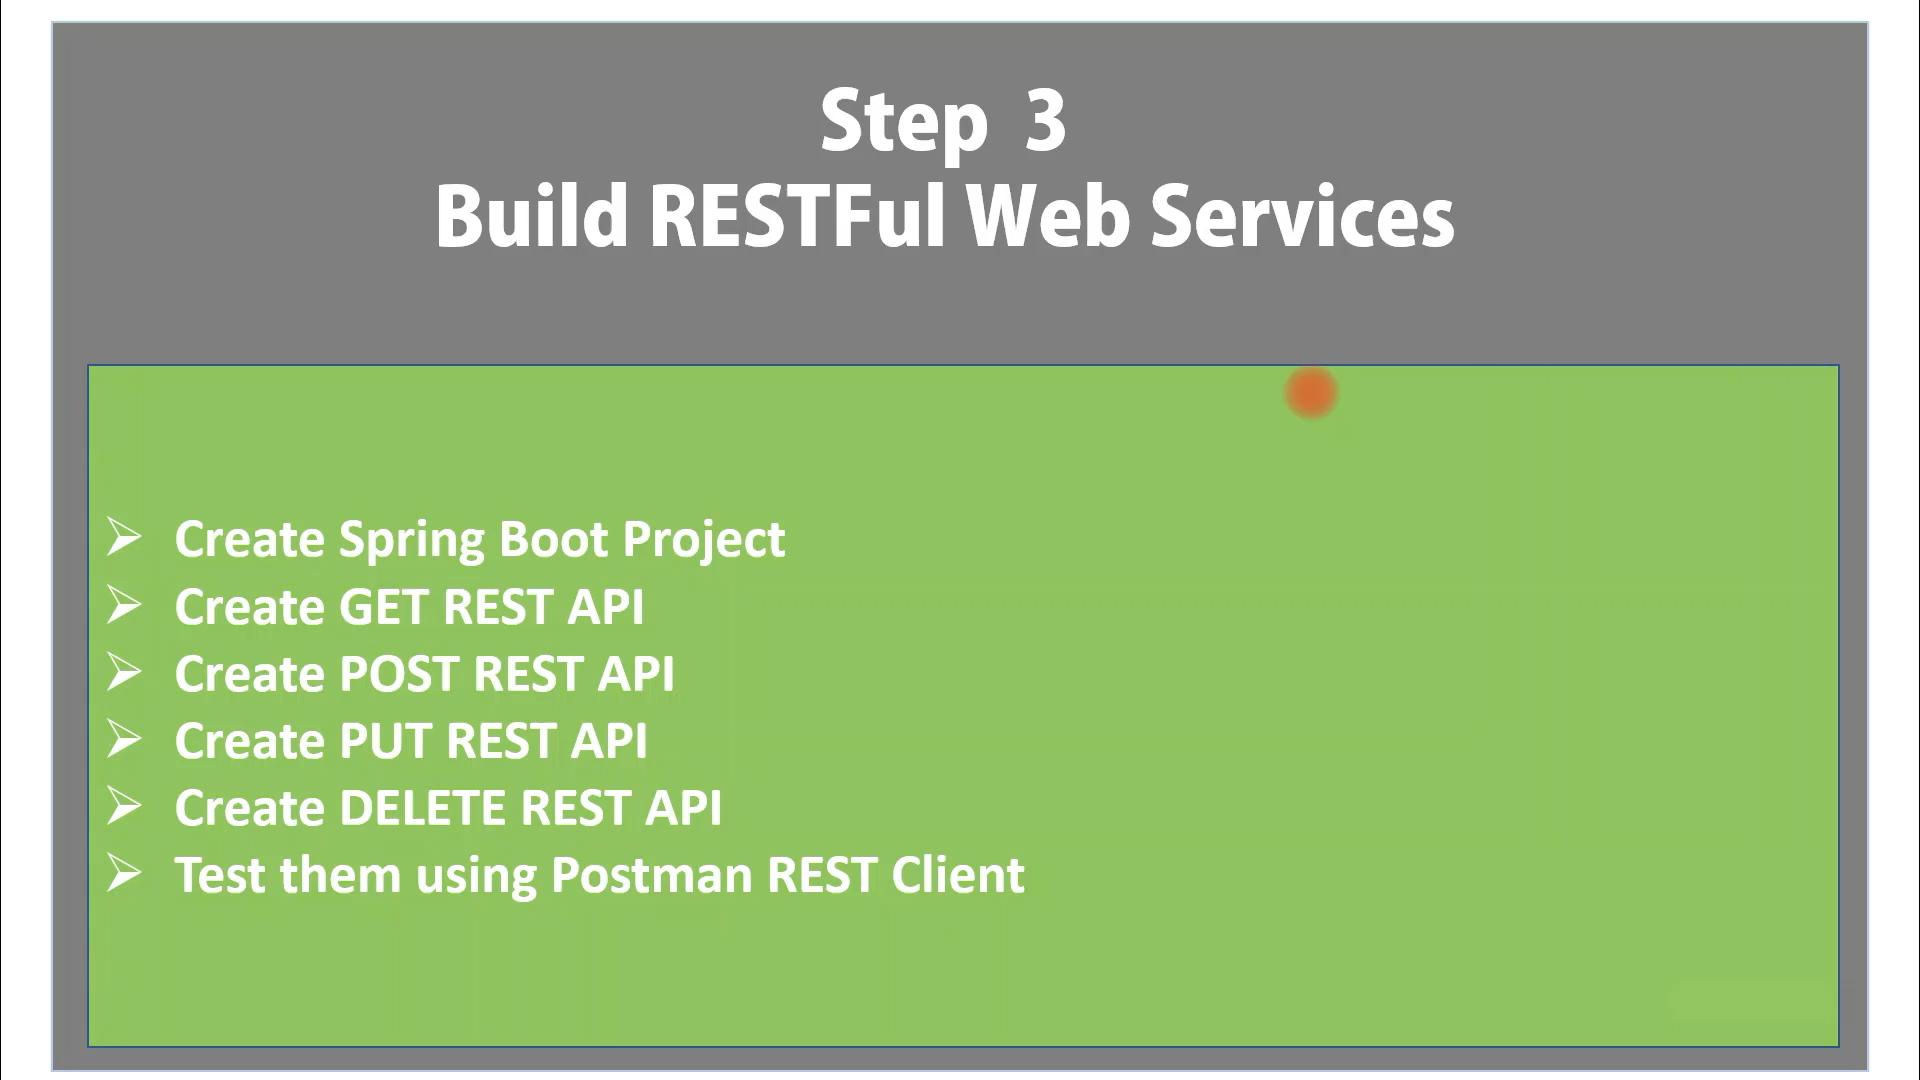 Step 3
Build RESTFul Web Services
➢ Create Spring Boot Project
➢ Create GET REST API
➢ Create POST REST API
➢ Create PUT REST API
➢ Create DELETE REST API
➢ Test them using Postman REST Client